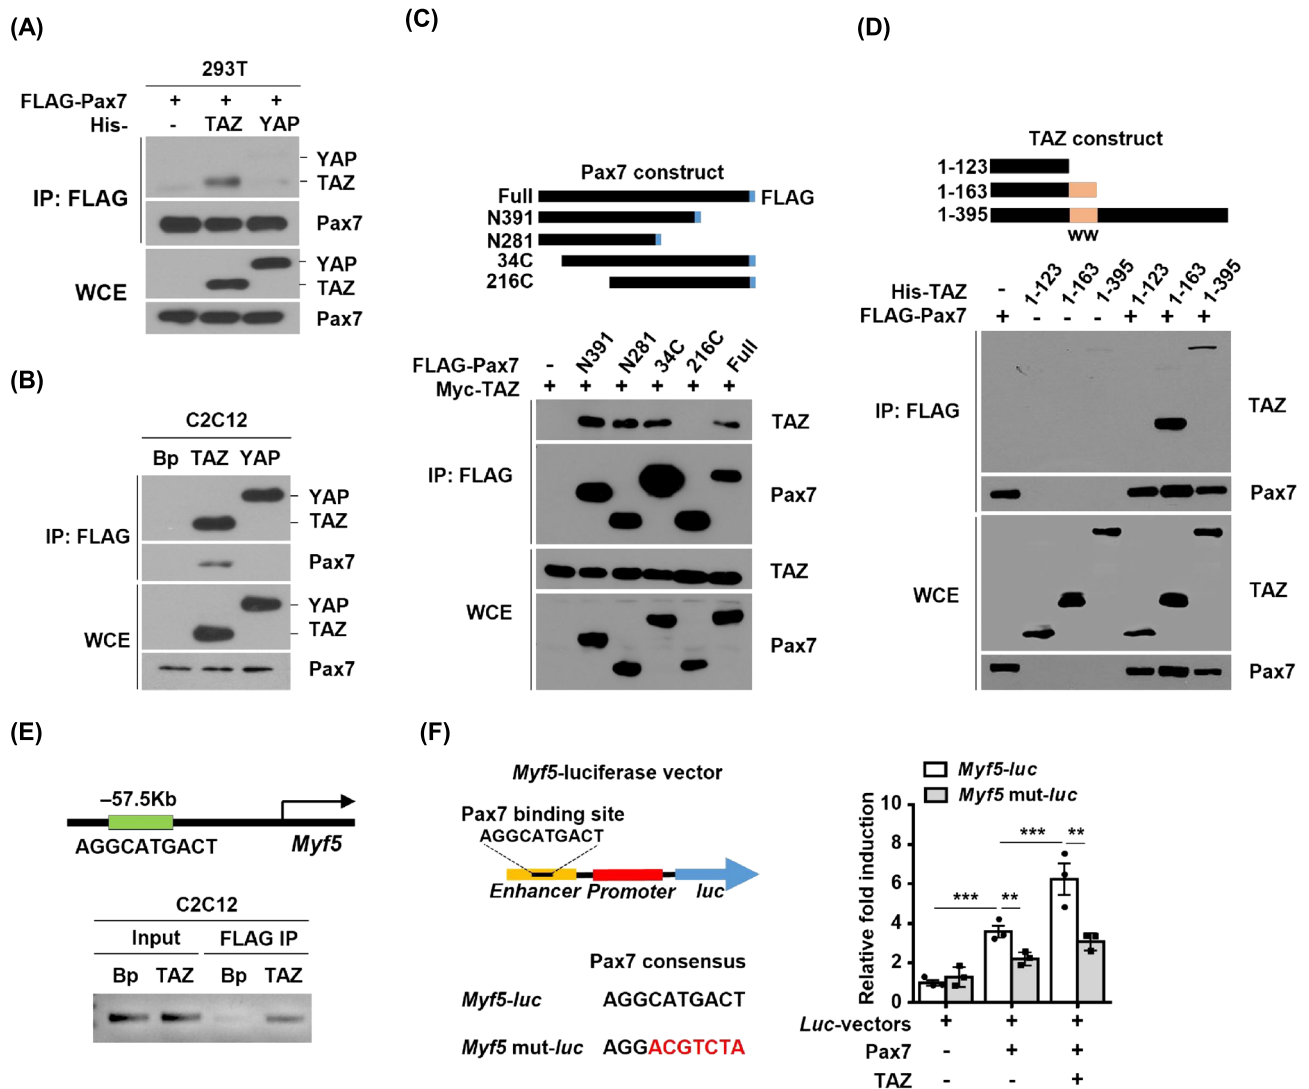 (A)
293T
FLAG-Pax7 + + +
His- - TAZ YAP
IP: FLAG
YAP
TAZ
Pax7
WCE
YAP
TAZ
Pax7
(B)
C2C12
Bp TAZ YAP
IP: FLAG
YAP
TAZ
Pax7
WCE
YAP
TAZ
Pax7
(C)
Pax7 construct
Full FLAG
N391
N281
34C
216C
FLAG-Pax7 - N391 N281 34C 216C Full
Myc-TAZ + + + + + +
IP: FLAG
TAZ
Pax7
WCE
TAZ
Pax7
(D)
TAZ construct
1-123
1-163
1-395
WW
His-TAZ - 1-123 1-163 1-395 1-123 1-163 1-395
FLAG-Pax7 + - - - + + +
IP: FLAG
TAZ
Pax7
WCE
TAZ
Pax7
(E)
–57.5Kb
AGGCATGACT Myf5
C2C12
Input FLAG IP
Bp TAZ Bp TAZ
(F)
Myf5-luciferase vector
Pax7 binding site
AGGCATGACT
Enhancer Promoter luc
Pax7 consensus
Myf5-luc AGGCATGACT
Myf5 mut-luc AGGACGTCTA
Myf5-luc
Myf5 mut-luc
Relative fold induction
10
8
6
4
2
0
*** **
*** **
Luc-vectors + + +
Pax7 - + +
TAZ - - +